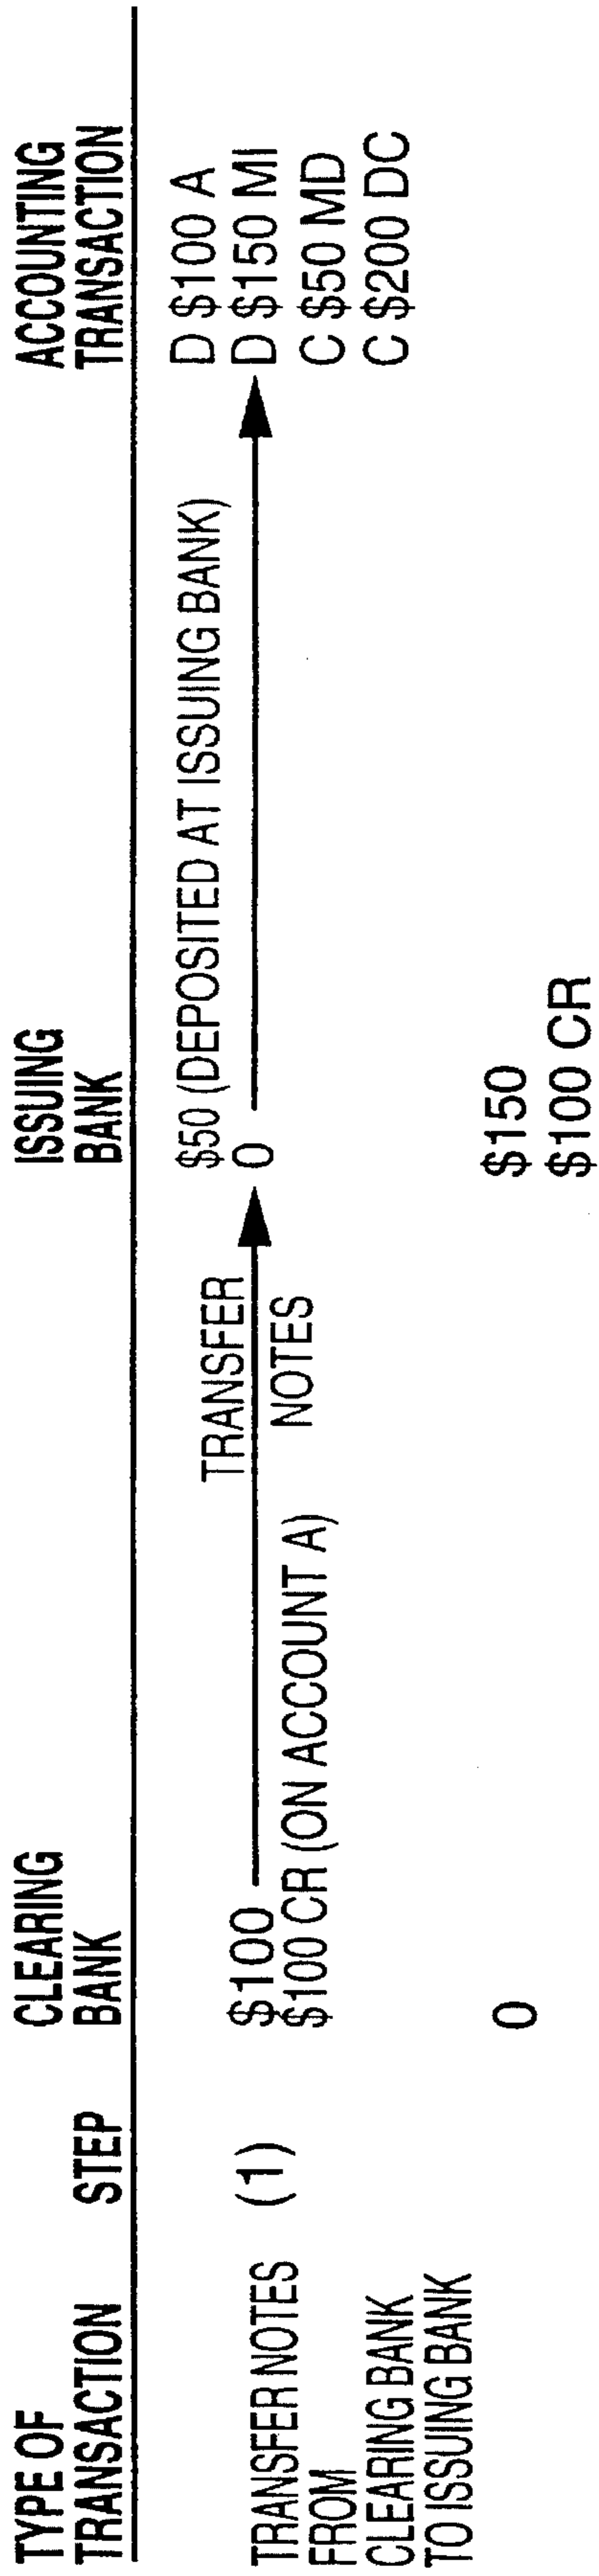 TYPE OF
TRANSACTION
STEP
CLEARING
BANK
ISSUING
BANK
ACCOUNTING
TRANSACTION
TRANSFER NOTES
FROM
CLEARING BANK
TO ISSUING BANK
(1)
$100
$100 CR (ON ACCOUNT A)
TRANSFER
NOTES
$50 (DEPOSITED AT ISSUING BANK)
0
D $100 A
D $150 MI
C $50 MD
C $200 DC
0
$150
$100 CR